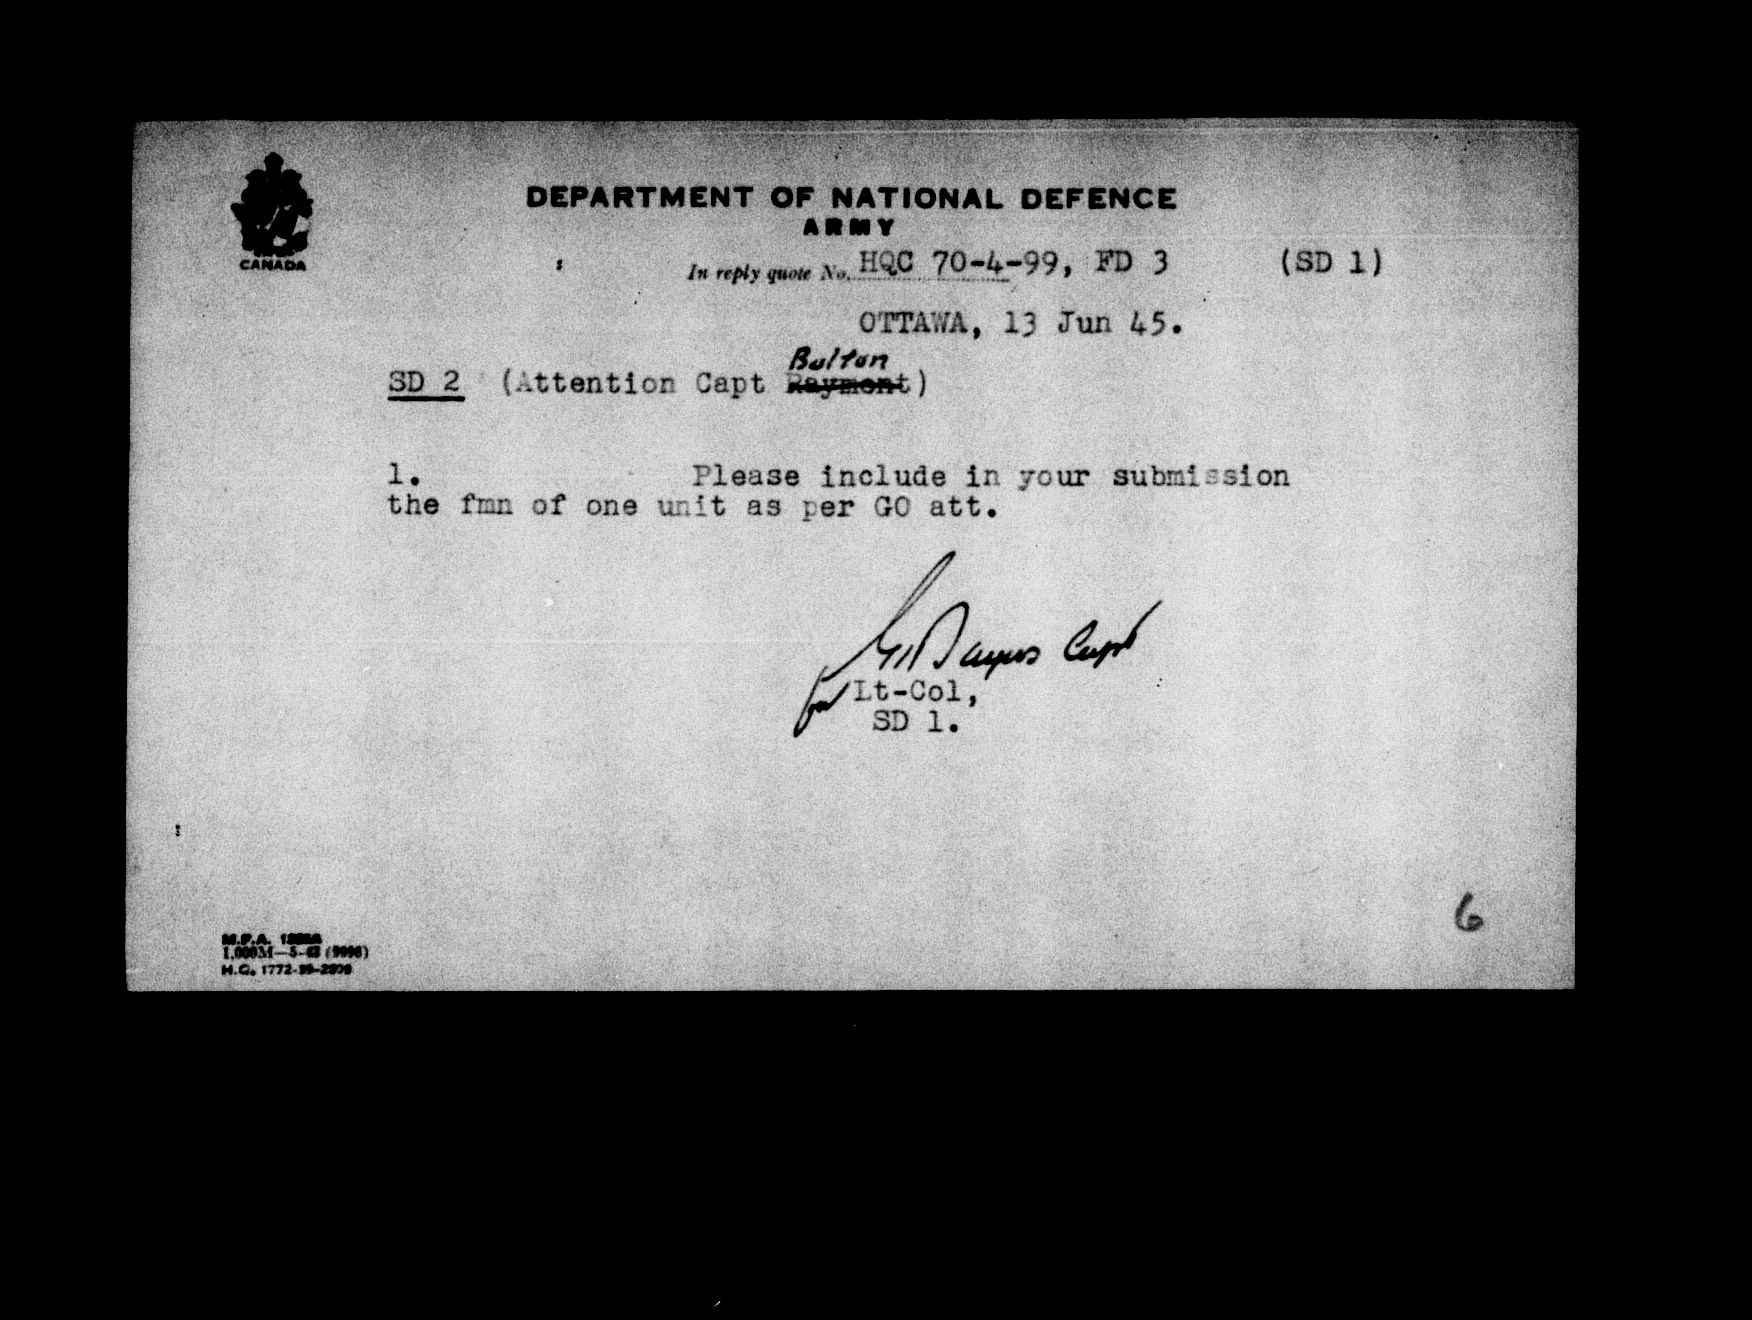 DEPARTMENT OF NATIONAL DEFENCE
ARMY
CANADA
In reply quote No. HQC 70-4-99, FD 3 (SD 1)
OTTAWA, 13 Jun 45.
Bolton
SD 2 (Attention Capt Rayment)
1. Please include in your submission
the fmn of one unit as per GO att.
Capt
for Lt-Col,
SD 1.
6
M.F.A.
H.Q. 1772-